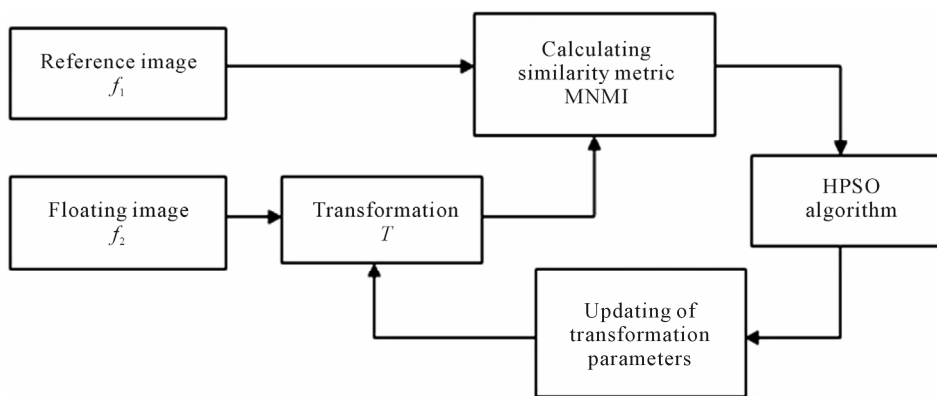 Reference image
f₁
Calculating
similarity metric
MNMI
Floating image
f₂
Transformation
T
HPSO
algorithm
Updating of
transformation
parameters